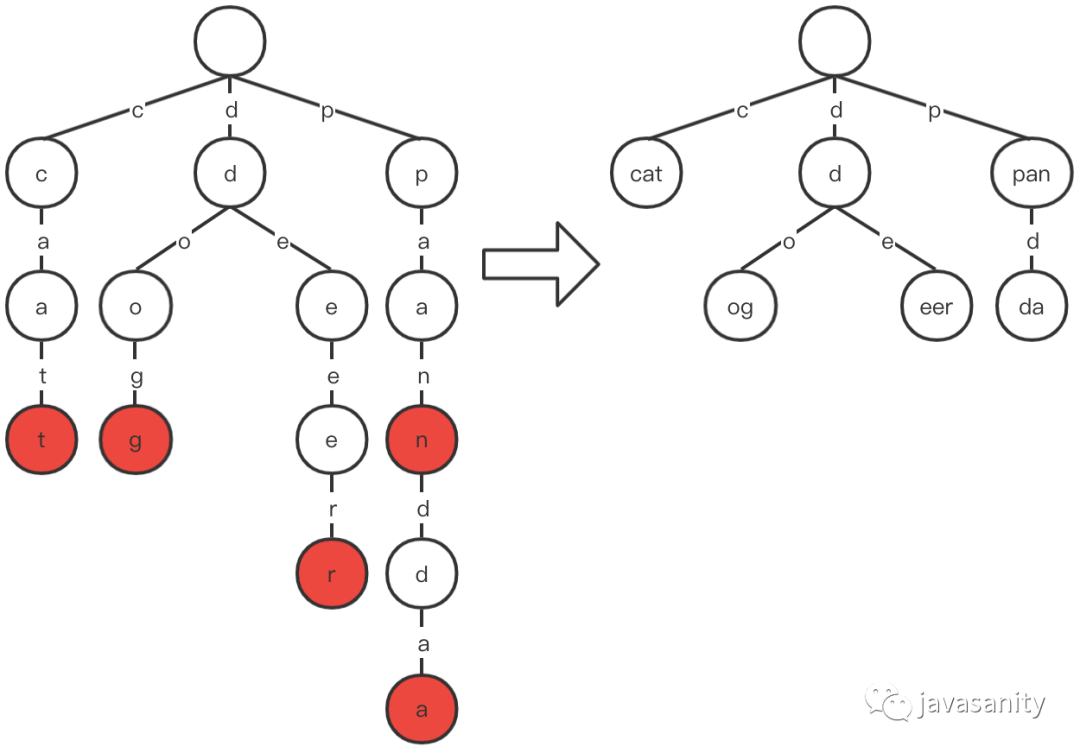 c d p c d p
c d p cat d pan
a o e a o e d
a o e a og eer da
t g e n
t g e n
r d
r d
a
a
javasanity